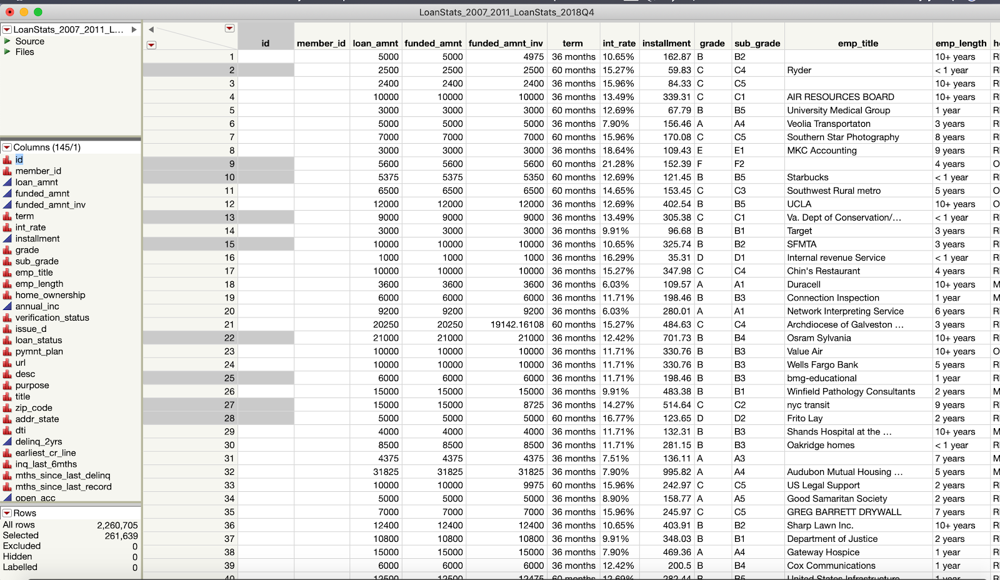 LoanStats_2007_2011_LoanStats_2018Q4
LoanStats_2007_2011_L...
Source
Files
Columns (145/1)
id
member_id
loan_amnt
funded_amnt
funded_amnt_inv
term
int_rate
installment
grade
sub_grade
emp_title
emp_length
home_ownership
annual_inc
verification_status
issue_d
loan_status
pymnt_plan
url
desc
purpose
title
zip_code
addr_state
dti
delinq_2yrs
earliest_cr_line
inq_last_6mths
mths_since_last_delinq
mths_since_last_record
open_acc
Rows
All rows 2,260,705
Selected 261,639
Excluded 0
Hidden 0
Labelled 0
id member_id loan_amnt funded_amnt funded_amnt_inv term int_rate installment grade sub_grade emp_title emp_length
1 5000 5000 4975 36 months 10.65% 162.87 B B2 10+ years
2 2500 2500 2500 60 months 15.27% 59.83 C C4 Ryder < 1 year
3 2400 2400 2400 36 months 15.96% 84.33 C C5 10+ years
4 10000 10000 10000 36 months 13.49% 339.31 C C1 AIR RESOURCES BOARD 10+ years
5 3000 3000 3000 60 months 12.69% 67.79 B B5 University Medical Group 1 year
6 5000 5000 5000 36 months 7.90% 156.46 A A4 Veolia Transportaton 3 years
7 7000 7000 7000 60 months 15.96% 170.08 C C5 Southern Star Photography 8 years
8 3000 3000 3000 36 months 18.64% 109.43 E E1 MKC Accounting 9 years
9 5600 5600 5600 60 months 21.28% 152.39 F F2 4 years O
10 5375 5375 5350 60 months 12.69% 121.45 B B5 Starbucks < 1 year
11 6500 6500 6500 60 months 14.65% 153.45 C C3 Southwest Rural metro 5 years O
12 12000 12000 12000 36 months 12.69% 402.54 B B5 UCLA 10+ years O
13 9000 9000 9000 36 months 13.49% 305.38 C C1 Va. Dept of Conservation/... < 1 year
14 3000 3000 3000 36 months 9.91% 96.68 B B1 Target 3 years
15 10000 10000 10000 36 months 10.65% 325.74 B B2 SFMTA 3 years
16 1000 1000 1000 36 months 16.29% 35.31 D D1 Internal revenue Service < 1 year
17 10000 10000 10000 36 months 15.27% 347.98 C C4 Chin's Restaurant 4 years
18 3600 3600 3600 36 months 6.03% 109.57 A A1 Duracell 10+ years M
19 6000 6000 6000 36 months 11.71% 198.46 B B3 Connection Inspection 1 year M
20 9200 9200 9200 36 months 6.03% 280.01 A A1 Network Interpreting Service 6 years
21 20250 20250 19142.16108 60 months 15.27% 484.63 C C4 Archdiocese of Galveston ... 3 years
22 21000 21000 21000 36 months 12.42% 701.73 B B4 Osram Sylvania 10+ years
23 10000 10000 10000 36 months 11.71% 330.76 B B3 Value Air 10+ years O
24 10000 10000 10000 36 months 11.71% 330.76 B B3 Wells Fargo Bank 5 years
25 6000 6000 6000 36 months 11.71% 198.46 B B3 bmg-educational 1 year
26 15000 15000 15000 36 months 9.91% 483.38 B B1 Winfield Pathology Consultants 2 years M
27 15000 15000 8725 36 months 14.27% 514.64 C C2 nyc transit 9 years
28 5000 5000 5000 60 months 16.77% 123.65 D D2 Frito Lay 2 years
29 4000 4000 4000 36 months 11.71% 132.31 B B3 Shands Hospital at the ... 10+ years M
30 8500 8500 8500 36 months 11.71% 281.15 B B3 Oakridge homes < 1 year
31 4375 4375 4375 36 months 7.51% 136.11 A A3 7 years M
32 31825 31825 31825 36 months 7.90% 995.82 A A4 Audubon Mutual Housing ... 5 years M
33 10000 10000 9975 60 months 15.96% 242.97 C C5 US Legal Support 2 years
34 5000 5000 5000 36 months 8.90% 158.77 A A5 Good Samaritan Society 2 years
35 7000 7000 7000 36 months 15.96% 245.97 C C5 GREG BARRETT DRYWALL 7 years
36 12400 12400 12400 36 months 10.65% 403.91 B B2 Sharp Lawn Inc. 10+ years
37 10800 10800 10800 36 months 9.91% 348.03 B B1 Department of Justice 2 years
38 15000 15000 15000 36 months 7.90% 469.36 A A4 Gateway Hospice 1 year
39 6000 6000 6000 36 months 12.42% 200.5 B B4 Cox Communications 1 year
40 12500 12500 12475 60 months 12.69% 282.44 B B5 United States Infrastructure 1 year